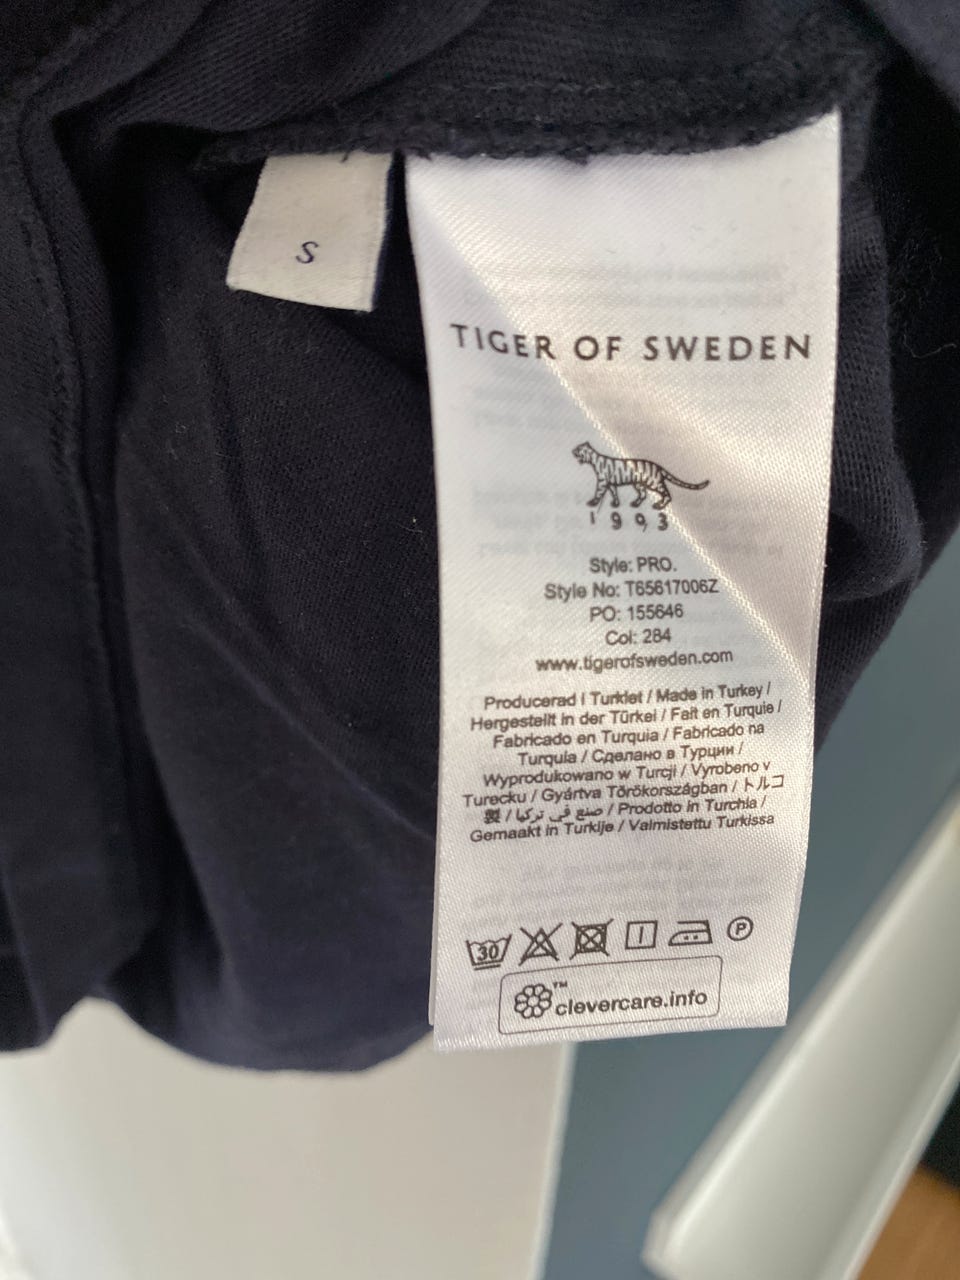 S
TIGER OF SWEDEN
1993
Style: PRO.
Style No: T65617006Z
PO: 155646
Col: 284
www.tigerofsweden.com
Producerad i Turkiet / Made in Turkey /
Hergestellt in der Türkei / Fait en Turquie /
Fabricado en Turquia / Fabricado na
Turquia / Сделано в Турции /
Wyprodukowano w Turcji / Vyrobeno v
Turecku / Gyártva Törökországban / トルコ
製 / صنع في تركيا / Prodotto in Turchia /
Gemaakt in Turkije / Valmistettu Turkissa
30 P
™ clevercare.info